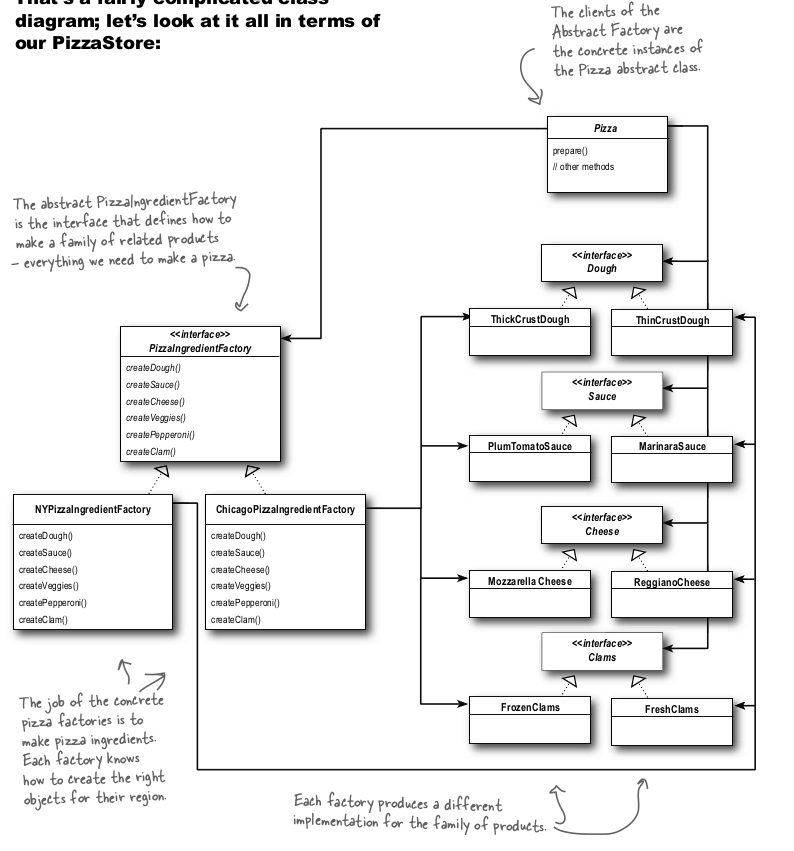 That's a fairly complicated class
diagram; let's look at it all in terms of
our PizzaStore:
The clients of the
Abstract Factory are
the concrete instances of
the Pizza abstract class.
Pizza
prepare()
// other methods
The abstract PizzaIngredientFactory
is the interface that defines how to
make a family of related products
– everything we need to make a pizza.
<<interface>>
Dough
ThickCrustDough
ThinCrustDough
<<interface>>
PizzaIngredientFactory
createDough()
createSauce()
createCheese()
createVeggies()
createPepperoni()
createClam()
<<interface>>
Sauce
PlumTomatoSauce
MarinaraSauce
NYPizzaIngredientFactory
createDough()
createSauce()
createCheese()
createVeggies()
createPepperoni()
createClam()
ChicagoPizzaIngredientFactory
createDough()
createSauce()
createCheese()
createVeggies()
createPepperoni()
createClam()
<<interface>>
Cheese
Mozzarella Cheese
ReggianoCheese
<<interface>>
Clams
FrozenClams
FreshClams
The job of the concrete
pizza factories is to
make pizza ingredients.
Each factory knows
how to create the right
objects for their region.
Each factory produces a different
implementation for the family of products.